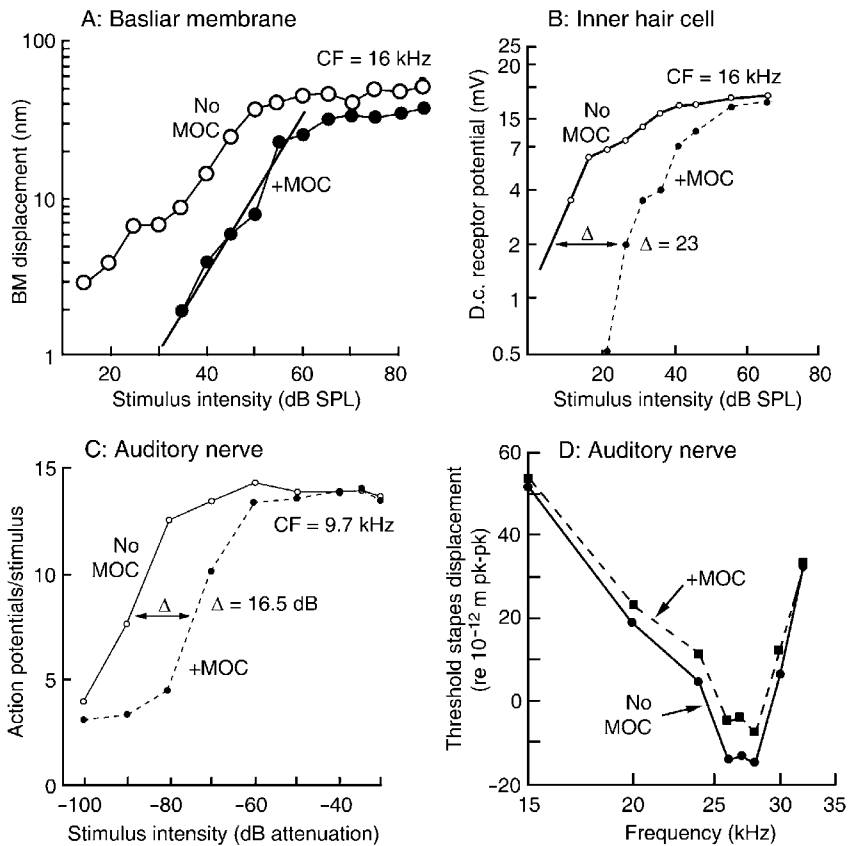 A: Basliar membrane
100
10
1
BM displacement (nm)
CF = 16 kHz
No
MOC
+MOC
20
40
60
80
Stimulus intensity (dB SPL)
B: Inner hair cell
25
20
15
7
4
2
1
0.5
D.c. receptor potential (mV)
CF = 16 kHz
No
MOC
+MOC
Δ
Δ = 23
20
40
60
80
Stimulus intensity (dB SPL)
C: Auditory nerve
15
10
5
0
Action potentials/stimulus
No
MOC
CF = 9.7 kHz
Δ
Δ = 16.5 dB
+MOC
−100
−80
−60
−40
Stimulus intensity (dB attenuation)
D: Auditory nerve
60
40
20
0
−20
Threshold stapes displacement
(re 10⁻¹² m pk-pk)
+MOC
No
MOC
15
20
25
30
35
Frequency (kHz)